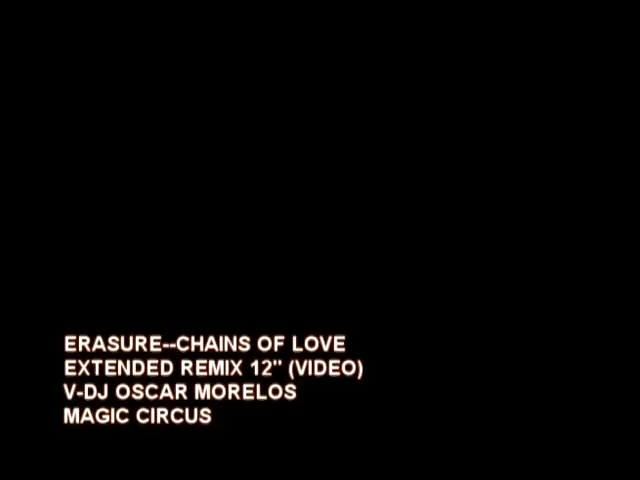 ERASURE--CHAINS OF LOVE
EXTENDED REMIX 12" (VIDEO)
V-DJ OSCAR MORELOS
MAGIC CIRCUS